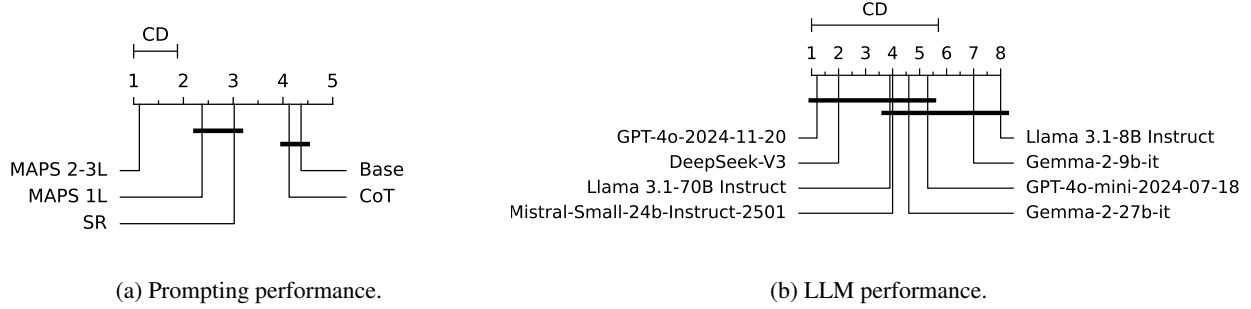 CD
1 2 3 4 5
MAPS 2-3L
MAPS 1L
SR
Base
CoT
(a) Prompting performance.
CD
1 2 3 4 5 6 7 8
GPT-4o-2024-11-20
DeepSeek-V3
Llama 3.1-70B Instruct
Mistral-Small-24b-Instruct-2501
Llama 3.1-8B Instruct
Gemma-2-9b-it
GPT-4o-mini-2024-07-18
Gemma-2-27b-it
(b) LLM performance.